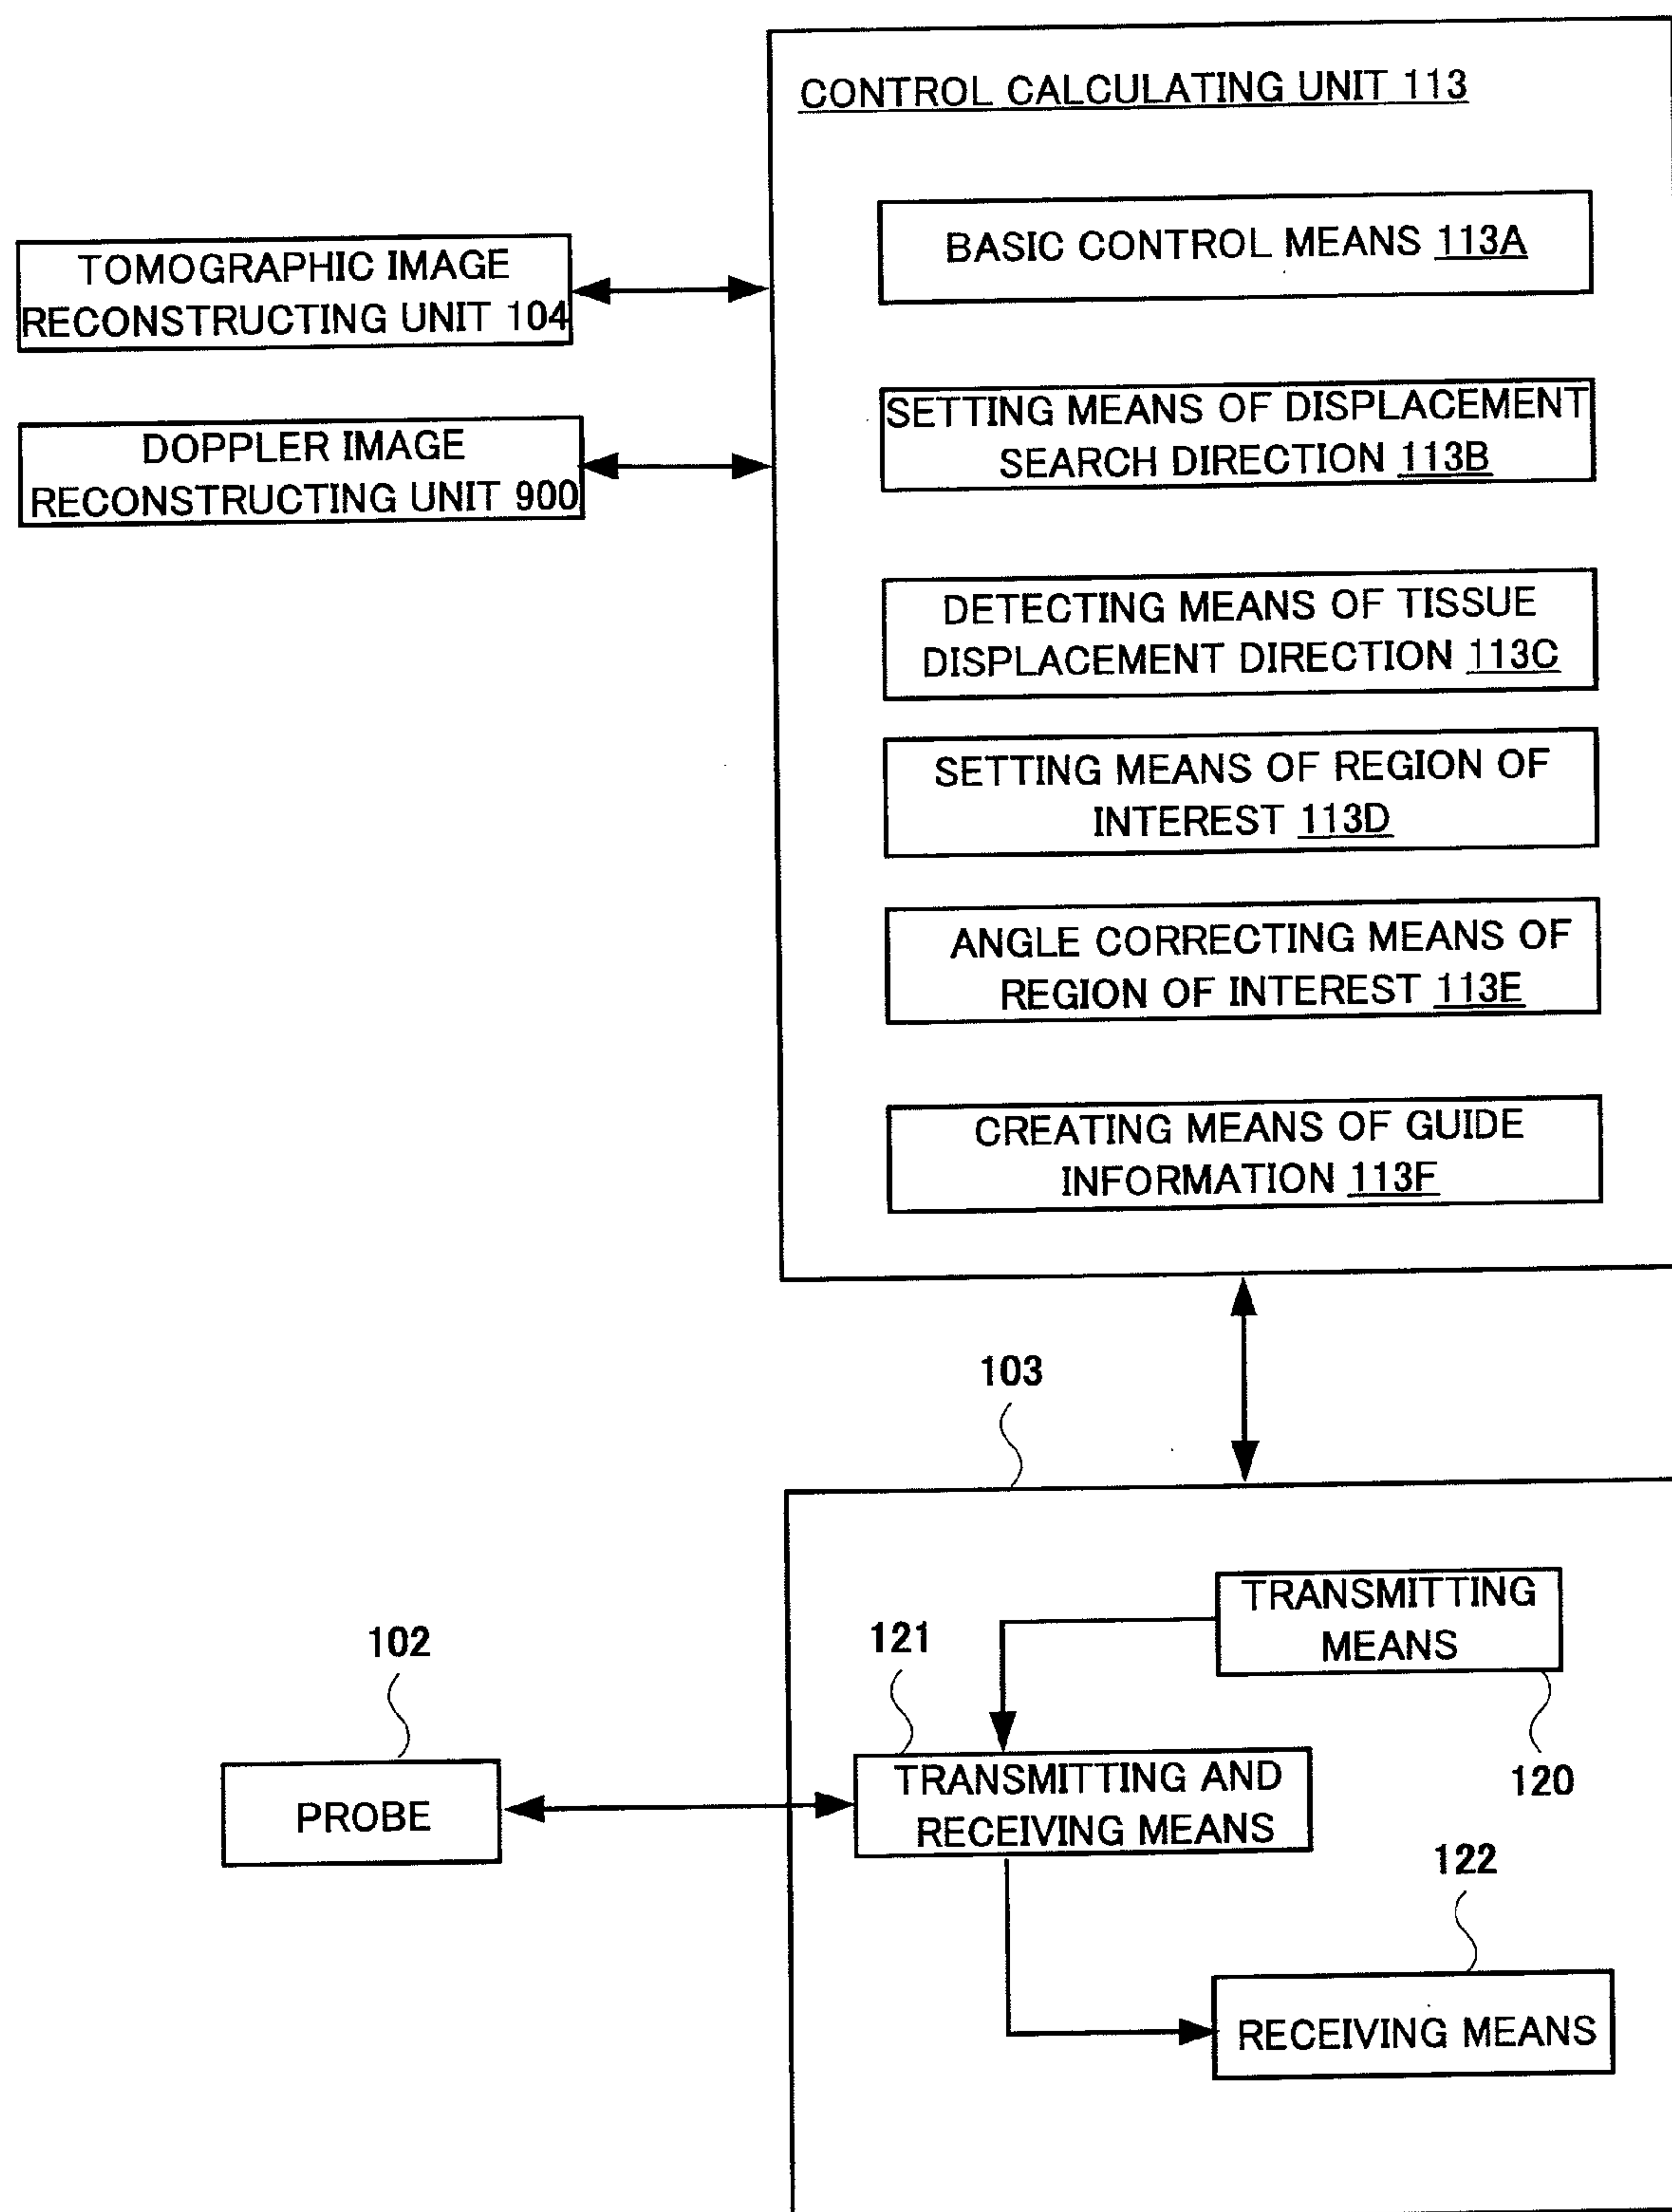 CONTROL CALCULATING UNIT 113
BASIC CONTROL MEANS 113A
TOMOGRAPHIC IMAGE
RECONSTRUCTING UNIT 104
SETTING MEANS OF DISPLACEMENT
SEARCH DIRECTION 113B
DOPPLER IMAGE
RECONSTRUCTING UNIT 900
DETECTING MEANS OF TISSUE
DISPLACEMENT DIRECTION 113C
SETTING MEANS OF REGION OF
INTEREST 113D
ANGLE CORRECTING MEANS OF
REGION OF INTEREST 113E
CREATING MEANS OF GUIDE
INFORMATION 113F
103
TRANSMITTING
MEANS
102
121
120
TRANSMITTING AND
RECEIVING MEANS
PROBE
122
RECEIVING MEANS